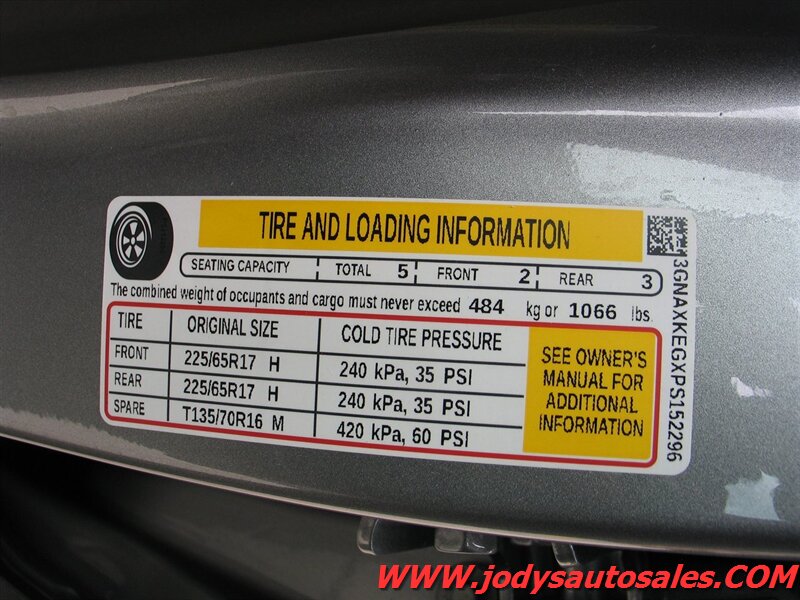 TIRE AND LOADING INFORMATION
SEATING CAPACITY TOTAL 5 FRONT 2 REAR 3
The combined weight of occupants and cargo must never exceed 484 kg or 1066 lbs.
TIRE ORIGINAL SIZE COLD TIRE PRESSURE
FRONT 225/65R17 H 240 kPa, 35 PSI
REAR 225/65R17 H 240 kPa, 35 PSI
SPARE T135/70R16 M 420 kPa, 60 PSI
SEE OWNER'S
MANUAL FOR
ADDITIONAL
INFORMATION
3GNAXKEGXPS152296
WWW.jodysautosales.COM